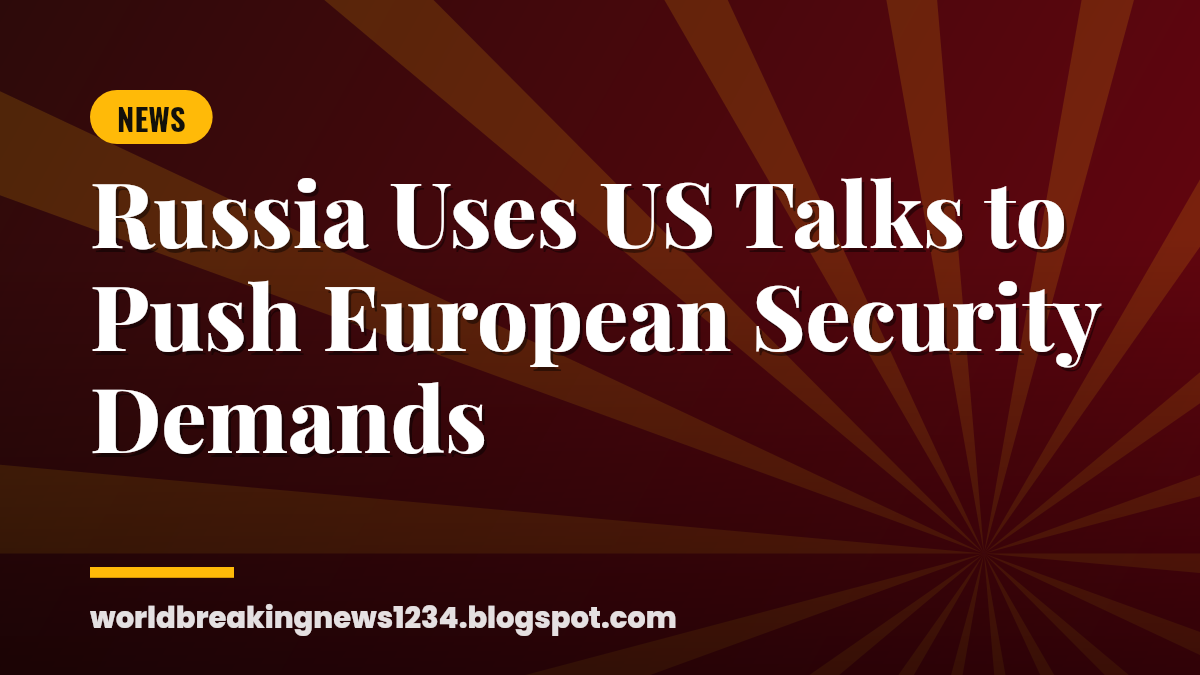 NEWS
Russia Uses US Talks to
Push European Security
Demands
worldbreakingnews1234.blogspot.com